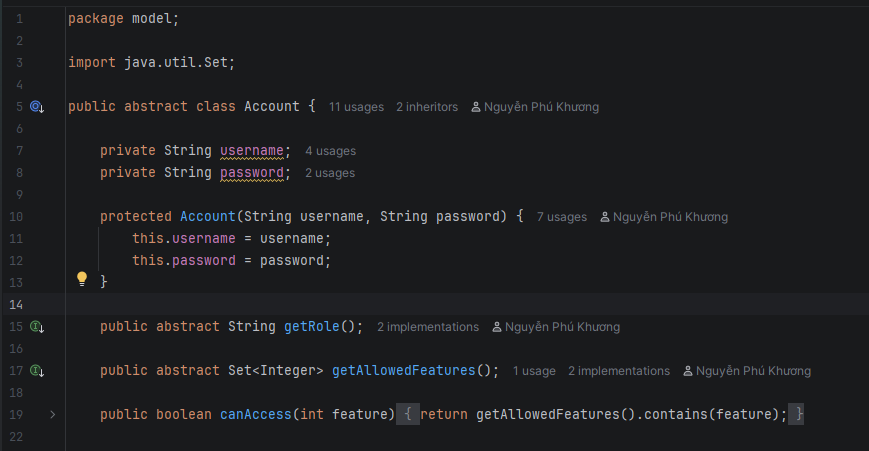 1 package model;
2
3 import java.util.Set;
4
5 public abstract class Account { 11 usages 2 inheritors Nguyễn Phú Khương
6
7 private String username; 4 usages
8 private String password; 2 usages
9
10 protected Account(String username, String password) { 7 usages Nguyễn Phú Khương
11 this.username = username;
12 this.password = password;
13 }
14
15 public abstract String getRole(); 2 implementations Nguyễn Phú Khương
16
17 public abstract Set<Integer> getAllowedFeatures(); 1 usage 2 implementations Nguyễn Phú Khương
18
19 public boolean canAccess(int feature) { return getAllowedFeatures().contains(feature); }
22